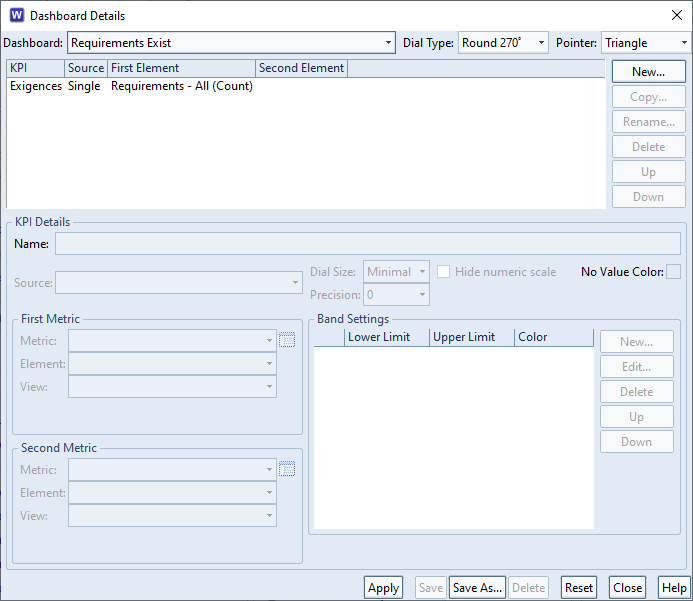 W Dashboard Details
Dashboard: Requirements Exist Dial Type: Round 270° Pointer: Triangle
KPI Source First Element Second Element
Exigences Single Requirements - All (Count)
New...
Copy...
Rename...
Delete
Up
Down
KPI Details
Name:
Source:
Dial Size: Minimal Hide numeric scale No Value Color:
Precision: 0
First Metric
Metric:
Element:
View:
Second Metric
Metric:
Element:
View:
Band Settings
Lower Limit Upper Limit Color
New...
Edit...
Delete
Up
Down
Apply Save Save As... Delete Reset Close Help